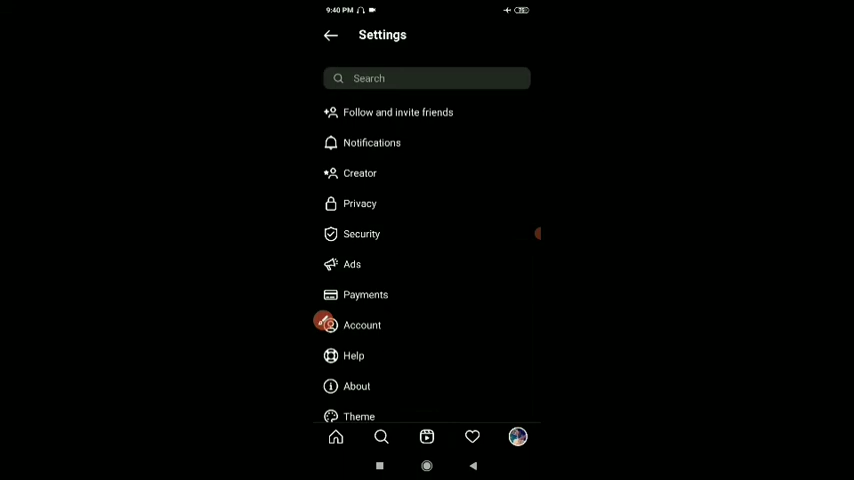 9:40 PM
Settings
Search
Follow and invite friends
Notifications
Creator
Privacy
Security
Ads
Payments
Account
Help
About
Theme